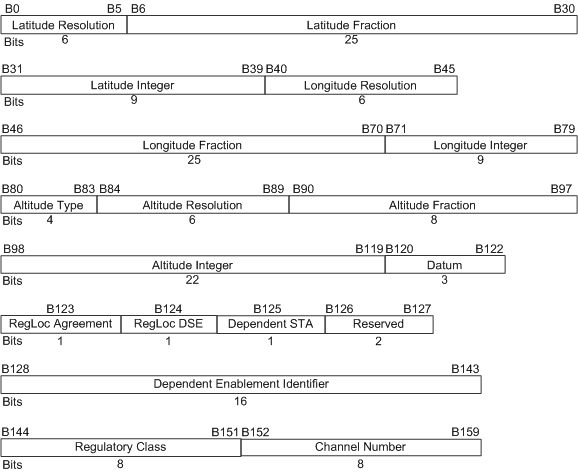 B0 B5 B6 B30
Latitude Resolution Latitude Fraction
Bits 6 25
B31 B39 B40 B45
Latitude Integer Longitude Resolution
Bits 9 6
B46 B70 B71 B79
Longitude Fraction Longitude Integer
Bits 25 9
B80 B83 B84 B89 B90 B97
Altitude Type Altitude Resolution Altitude Fraction
Bits 4 6 8
B98 B119 B120 B122
Altitude Integer Datum
Bits 22 3
B123 B124 B125 B126 B127
RegLoc Agreement RegLoc DSE Dependent STA Reserved
Bits 1 1 1 2
B128 B143
Dependent Enablement Identifier
Bits 16
B144 B151 B152 B159
Regulatory Class Channel Number
Bits 8 8